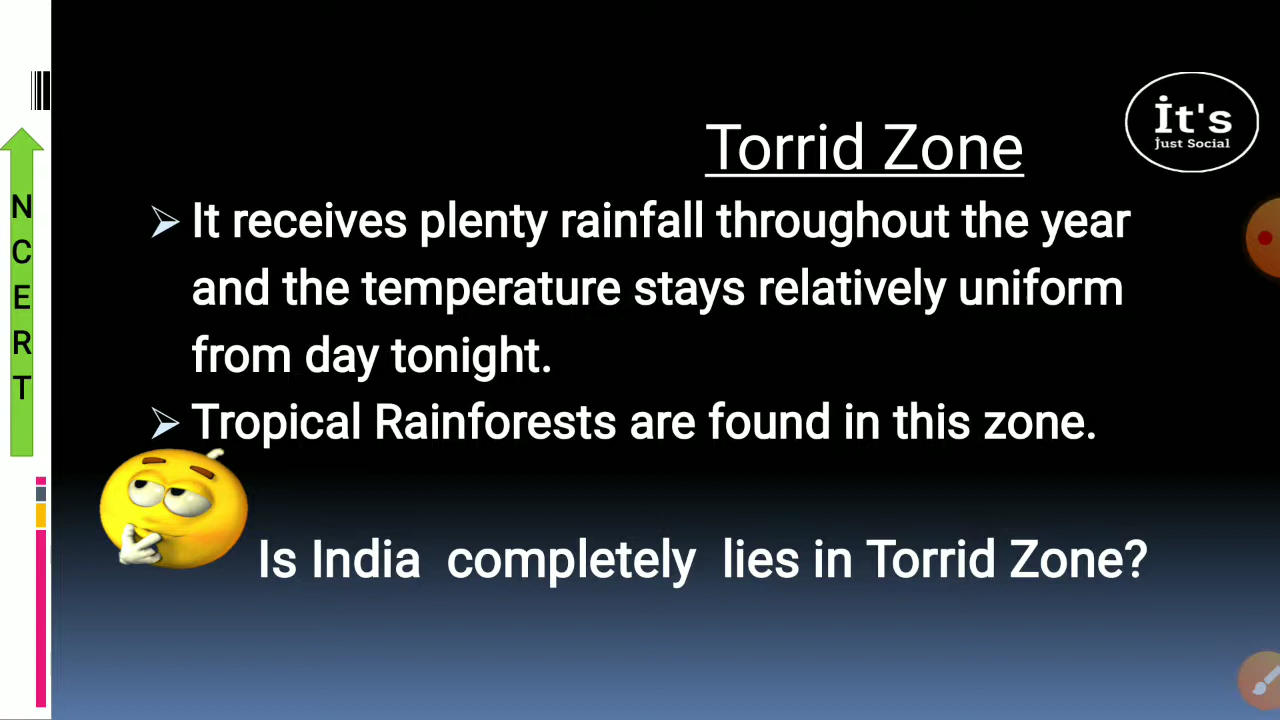 Torrid Zone
İt's
just Social
It receives plenty rainfall throughout the year
and the temperature stays relatively uniform
from day tonight.
Tropical Rainforests are found in this zone.
Is India completely lies in Torrid Zone?
N
C
E
R
T